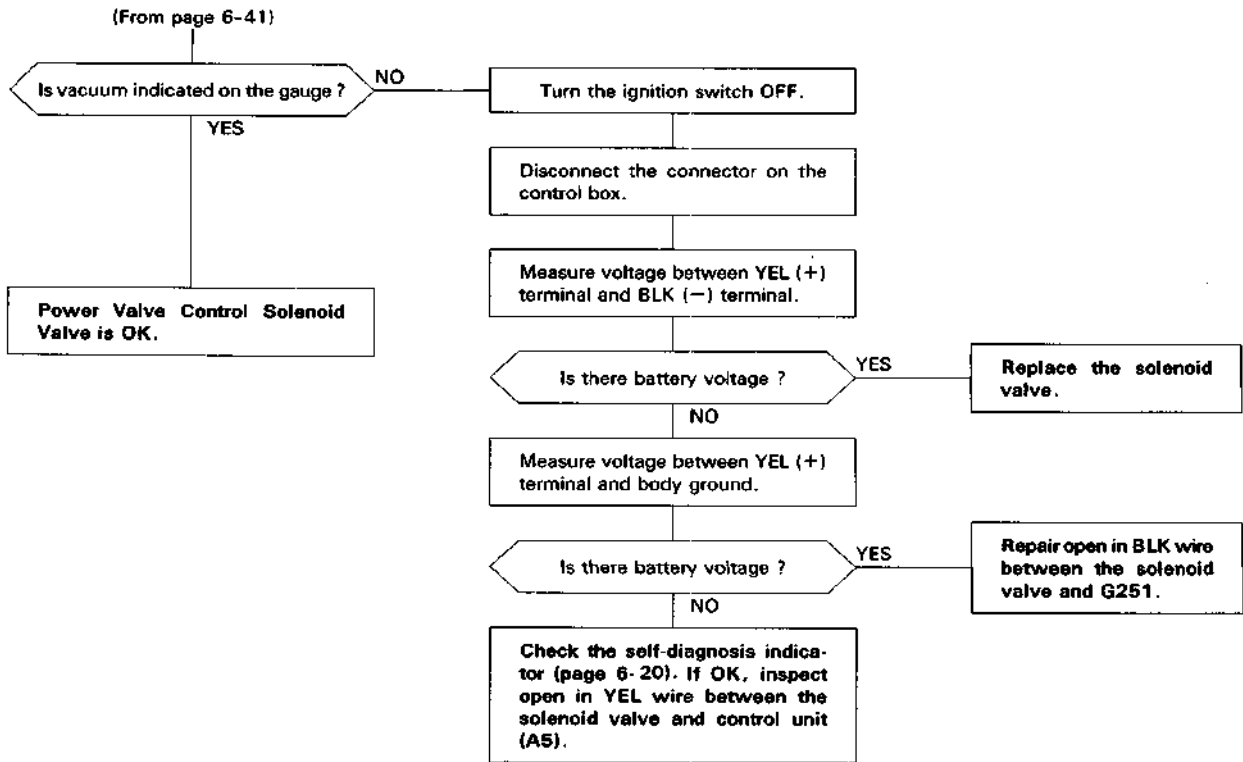 (From page 6-41)
Is vacuum indicated on the gauge ?
NO
YES
Turn the ignition switch OFF.
Disconnect the connector on the
control box.
Measure voltage between YEL (+)
terminal and BLK (−) terminal.
Power Valve Control Solenoid
Valve is OK.
Is there battery voltage ?
YES
NO
Replace the solenoid
valve.
Measure voltage between YEL (+)
terminal and body ground.
Is there battery voltage ?
YES
NO
Repair open in BLK wire
between the solenoid
valve and G251.
Check the self-diagnosis indica-
tor (page 6-20). If OK, inspect
open in YEL wire between the
solenoid valve and control unit
(A5).